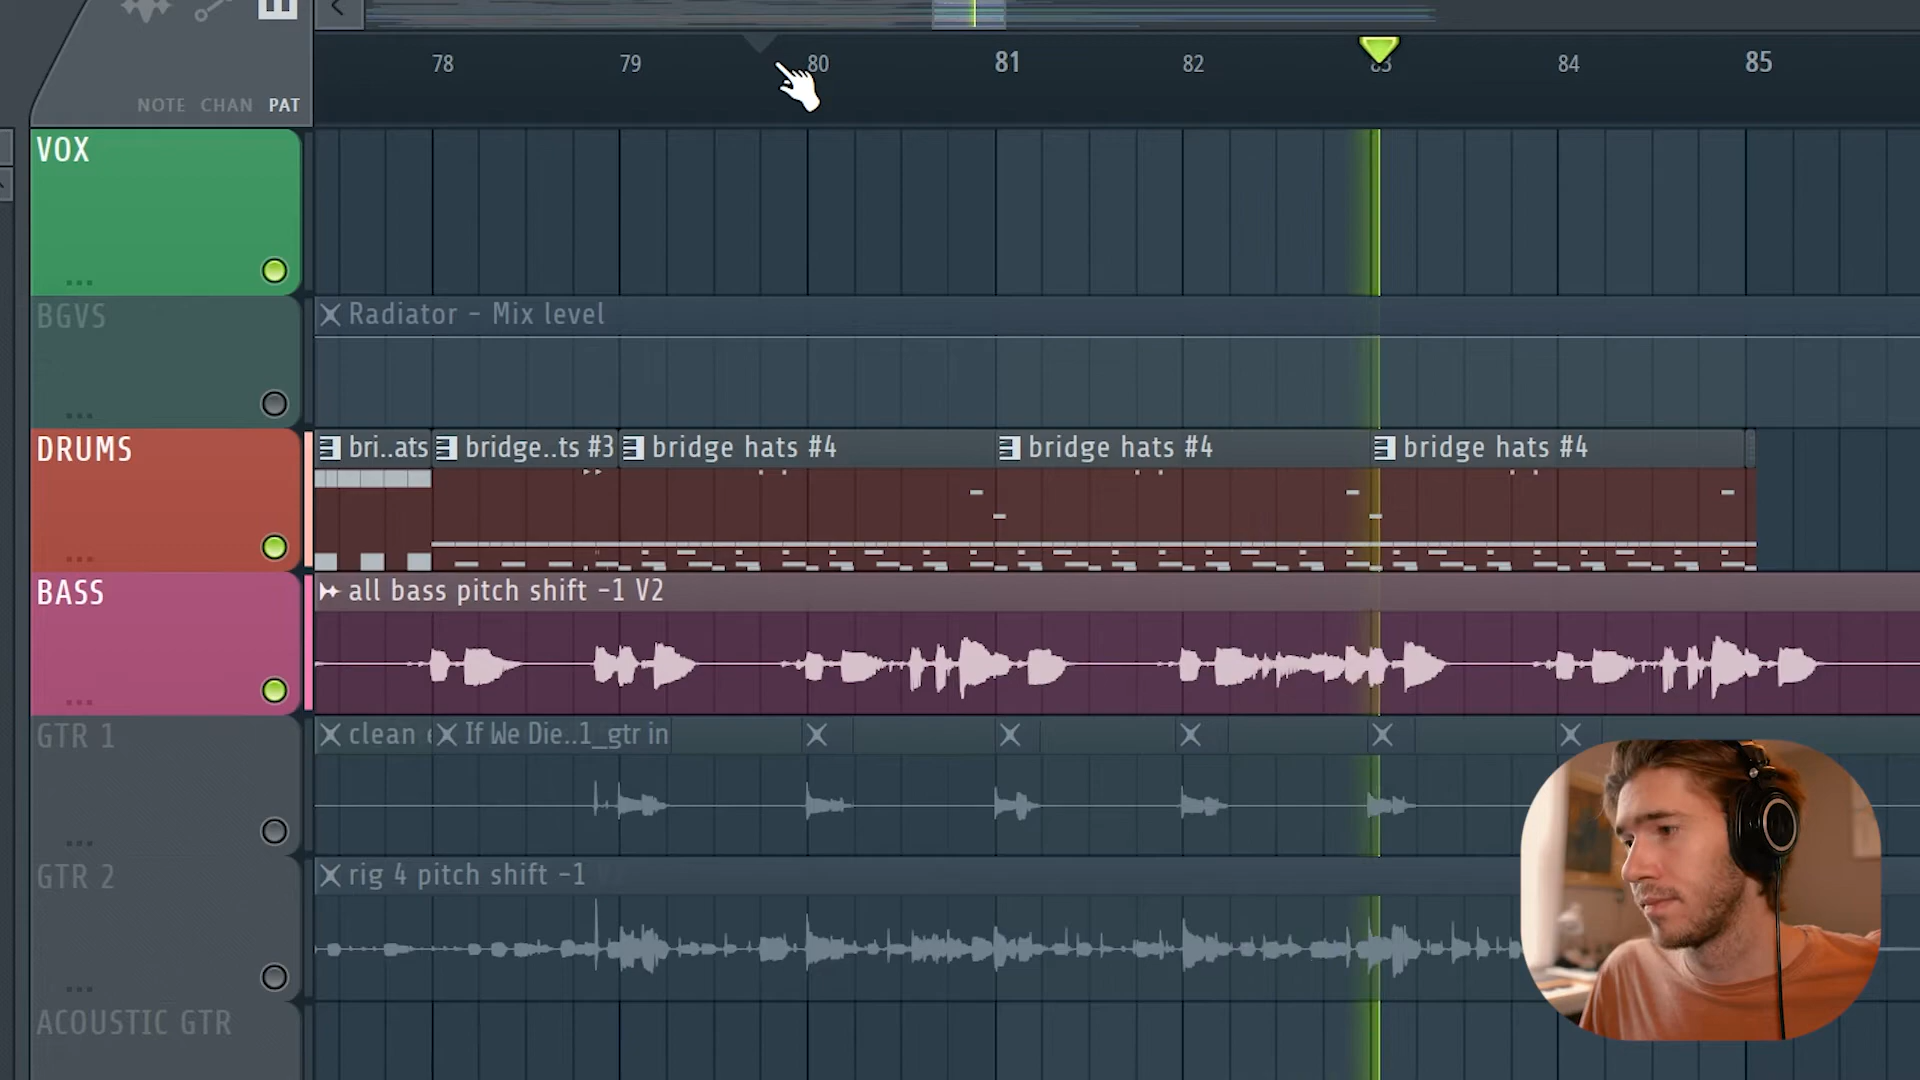 78 79 80 81 82 83 84 85
NOTE CHAN PAT
VOX
BGVS
Radiator - Mix level
DRUMS
bri..ats bridge..ts #3 bridge hats #4 bridge hats #4 bridge hats #4
BASS
all bass pitch shift -1 V2
GTR 1
clean If We Die..1_gtr in
GTR 2
rig 4 pitch shift -1
ACOUSTIC GTR